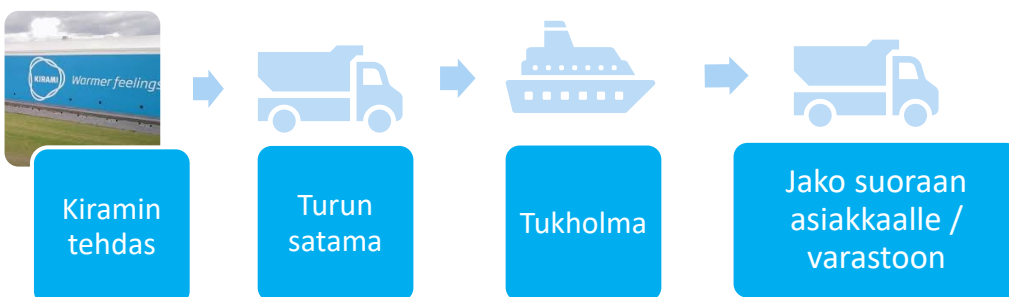 KIRAMI
Warmer feelings
Kiramin
tehdas
Turun
satama
Tukholma
Jako suoraan
asiakkaalle /
varastoon